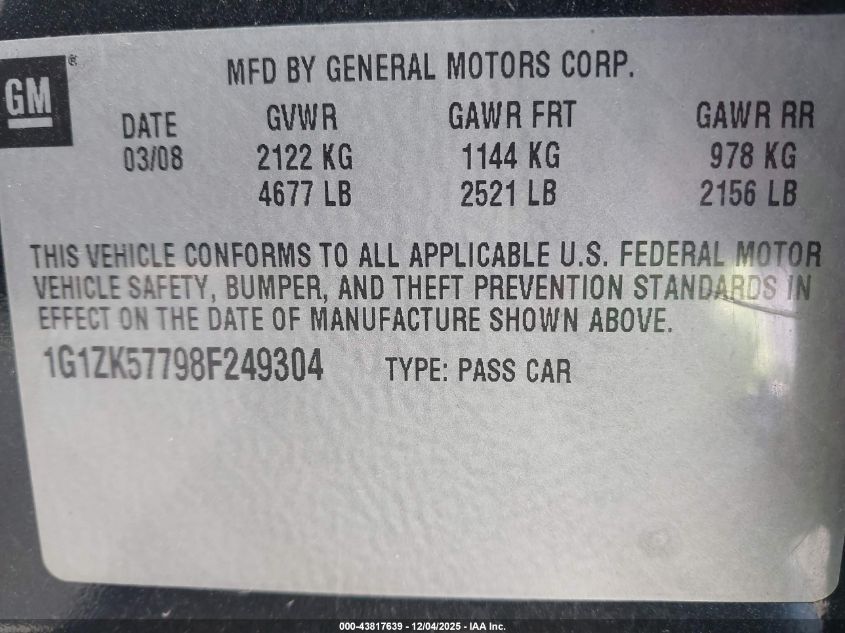 GM®
MFD BY GENERAL MOTORS CORP.
DATE GVWR GAWR FRT GAWR RR
03/08 2122 KG 1144 KG 978 KG
4677 LB 2521 LB 2156 LB
THIS VEHICLE CONFORMS TO ALL APPLICABLE U.S. FEDERAL MOTOR
VEHICLE SAFETY, BUMPER, AND THEFT PREVENTION STANDARDS IN
EFFECT ON THE DATE OF MANUFACTURE SHOWN ABOVE.
1G1ZK57798F249304 TYPE: PASS CAR
000-43817639 - 12/04/2025 - IAA Inc.